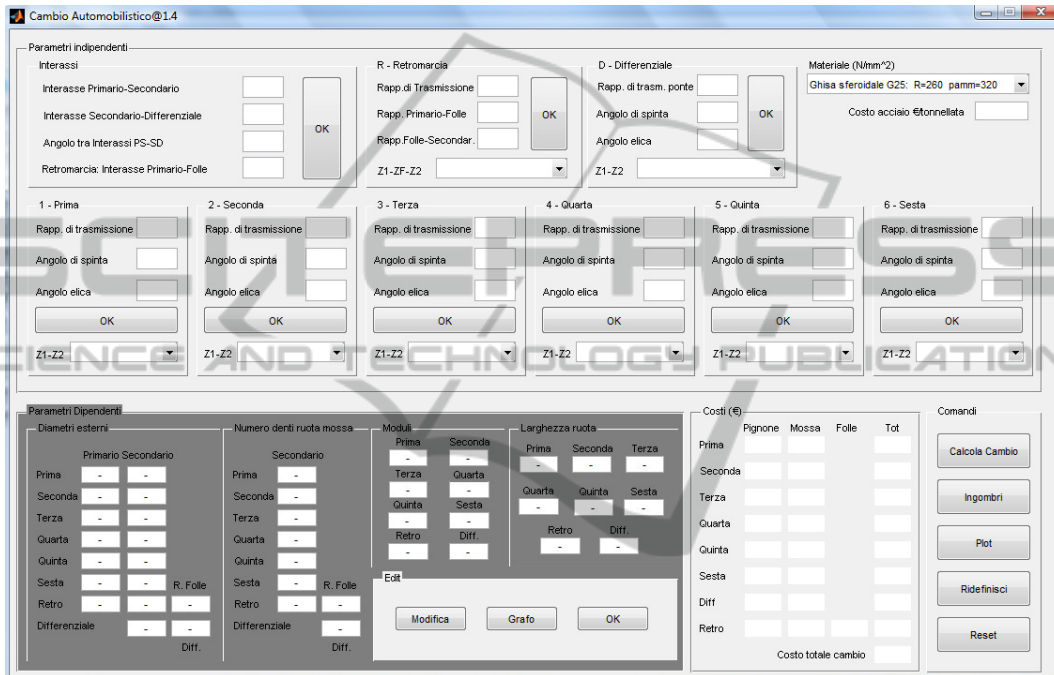 Cambio Automobilistico@1.4
Parametri indipendenti
Interassi
Interasse Primario-Secondario
Interasse Secondario-Differenziale
Angolo tra Interassi PS-SD
Retromarcia: Interasse Primario-Folle
OK
R - Retromarcia
Rapp.di Trasmissione
Rapp. Primario-Folle
Rapp.Folle-Secondar.
OK
Z1-ZF-Z2
D - Differenziale
Rapp. di trasm. ponte
Angolo di spinta
Angolo elica
OK
Z1-Z2
Materiale (N/mm^2)
Ghisa sferoidale G25: R=260 pamm=320
Costo acciaio €/tonnellata
1 - Prima
Rapp. di trasmissione
Angolo di spinta
Angolo elica
OK
Z1-Z2
2 - Seconda
Rapp. di trasmissione
Angolo di spinta
Angolo elica
OK
Z1-Z2
3 - Terza
Rapp. di trasmissione
Angolo di spinta
Angolo elica
OK
Z1-Z2
4 - Quarta
Rapp. di trasmissione
Angolo di spinta
Angolo elica
OK
Z1-Z2
5 - Quinta
Rapp. di trasmissione
Angolo di spinta
Angolo elica
OK
Z1-Z2
6 - Sesta
Rapp. di trasmissione
Angolo di spinta
Angolo elica
OK
Z1-Z2
SCITEPRESS
SCIENCE AND TECHNOLOGY PUBLICATION
Parametri Dipendenti
Diametri esterni
Primario Secondario
Prima - -
Seconda - -
Terza - -
Quarta - -
Quinta - -
Sesta - - R. Folle
Retro - - -
Differenziale - -
Diff.
Numero denti ruota mossa
Secondario
Prima -
Seconda -
Terza -
Quarta -
Quinta -
Sesta - R. Folle
Retro - -
Differenziale -
Diff.
Moduli
Prima Seconda
- -
Terza Quarta
- -
Quinta Sesta
- -
Retro Diff.
- -
Larghezza ruota
Prima Seconda Terza
- - -
Quarta Quinta Sesta
- - -
Retro Diff.
- -
Edit
Modifica Grafo OK
Costi (€)
Pignone Mossa Folle Tot
Prima
Seconda
Terza
Quarta
Quinta
Sesta
Diff
Retro
Costo totale cambio
Comandi
Calcola Cambio
Ingombri
Plot
Ridefinisci
Reset